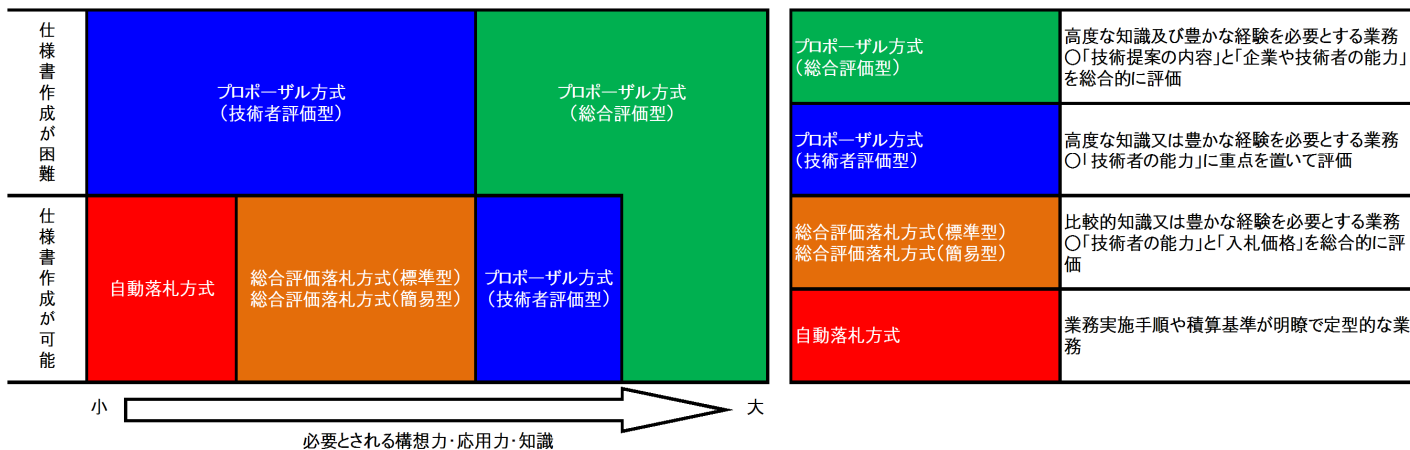 仕様書作成が困難
プロポーザル方式
(技術者評価型)
プロポーザル方式
(総合評価型)
仕様書作成が可能
自動落札方式
総合評価落札方式(標準型)
総合評価落札方式(簡易型)
プロポーザル方式
(技術者評価型)
小
大
必要とされる構想力・応用力・知識
プロポーザル方式
(総合評価型)
高度な知識及び豊かな経験を必要とする業務
○「技術提案の内容」と「企業や技術者の能力」
を総合的に評価
プロポーザル方式
(技術者評価型)
高度な知識又は豊かな経験を必要とする業務
○「技術者の能力」に重点を置いて評価
総合評価落札方式(標準型)
総合評価落札方式(簡易型)
比較的知識又は豊かな経験を必要とする業務
○「技術者の能力」と「入札価格」を総合的に評
価
自動落札方式
業務実施手順や積算基準が明瞭で定型的な業
務